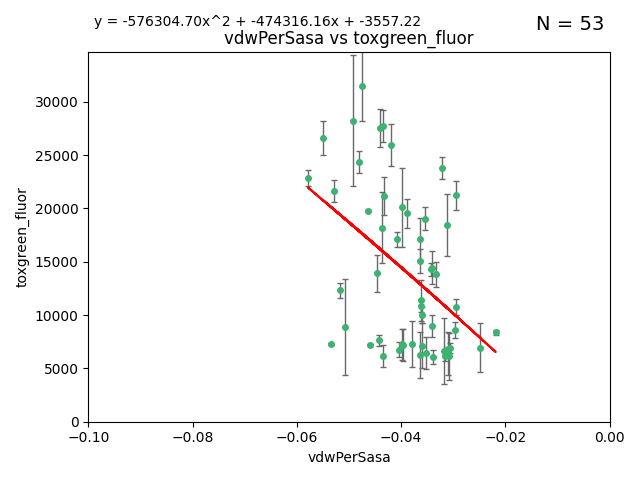 y = -576304.70x^2 + -474316.16x + -3557.22
N = 53
vdwPerSasa vs toxgreen_fluor
toxgreen_fluor
30000
25000
20000
15000
10000
5000
0
−0.10
−0.08
−0.06
−0.04
−0.02
0.00
vdwPerSasa